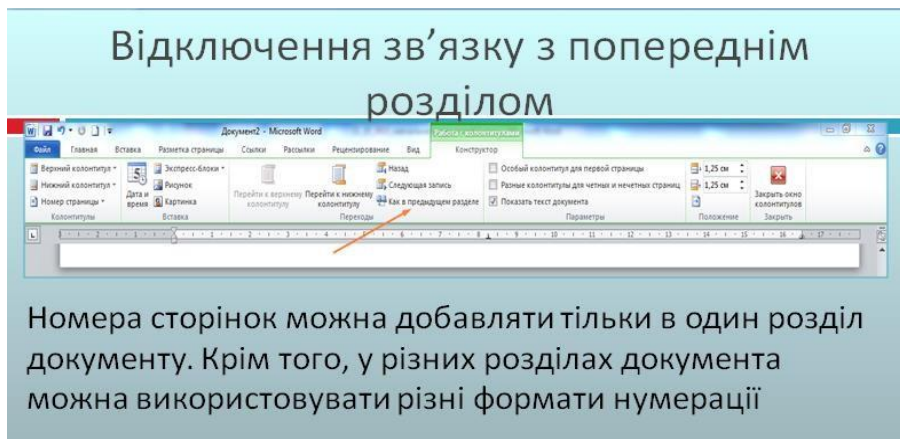 Відключення зв’язку з попереднім
розділом
Документ2 - Microsoft Word
Работа с колонтитулами
Файл Главная Вставка Разметка страницы Ссылки Рассылки Рецензирование Вид Конструктор
Верхний колонтитул Экспресс-блоки Назад Особый колонтитул для первой страницы 1,25 см
Нижний колонтитул Рисунок Следующая запись Разные колонтитулы для четных и нечетных страниц 1,25 см
Номер страницы Дата и время Картинка Перейти к верхнему колонтитулу Перейти к нижнему колонтитулу Как в предыдущем разделе Показать текст документа Закрыть окно колонтитулов
Колонтитулы Вставка Переходы Параметры Положение Закрыть
Номера сторінок можна добавляти тільки в один розділ
документу. Крім того, у різних розділах документа
можна використовувати різні формати нумерації